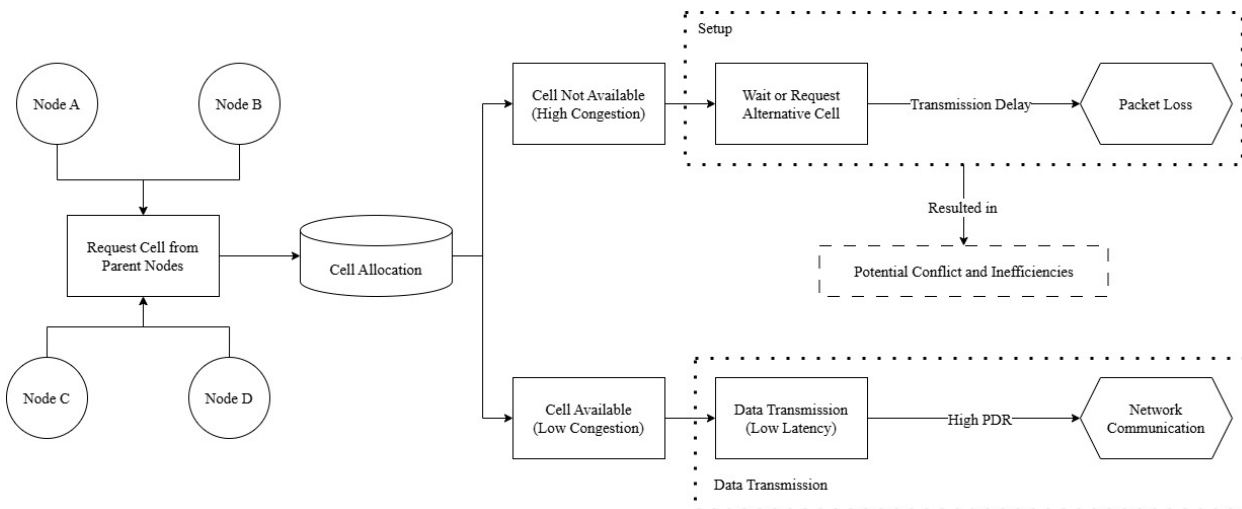 Setup
Node A
Node B
Cell Not Available
(High Congestion)
Wait or Request
Alternative Cell
Transmission Delay
Packet Loss
Resulted in
Request Cell from
Parent Nodes
Cell Allocation
Potential Conflict and Inefficiencies
Node C
Node D
Cell Available
(Low Congestion)
Data Transmission
(Low Latency)
High PDR
Network
Communication
Data Transmission